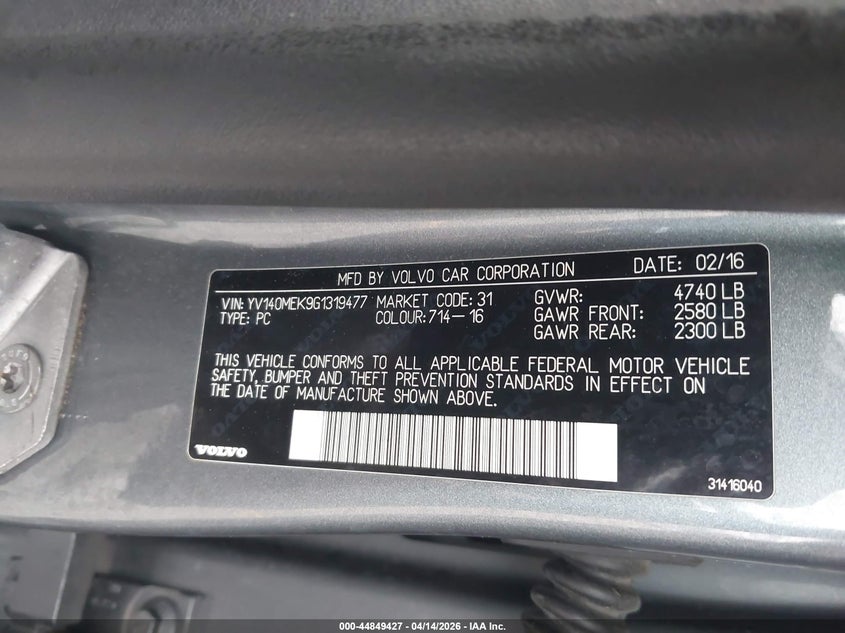 MFD BY VOLVO CAR CORPORATION DATE: 02/16
VIN: YV140MEK9G1319477 MARKET CODE: 31 GVWR: 4740 LB
TYPE: PC COLOUR: 714-16 GAWR FRONT: 2580 LB
GAWR REAR: 2300 LB
THIS VEHICLE CONFORMS TO ALL APPLICABLE FEDERAL MOTOR VEHICLE
SAFETY, BUMPER AND THEFT PREVENTION STANDARDS IN EFFECT ON
THE DATE OF MANUFACTURE SHOWN ABOVE.
VOLVO
31416040
000-44849427 - 04/14/2026 - IAA Inc.